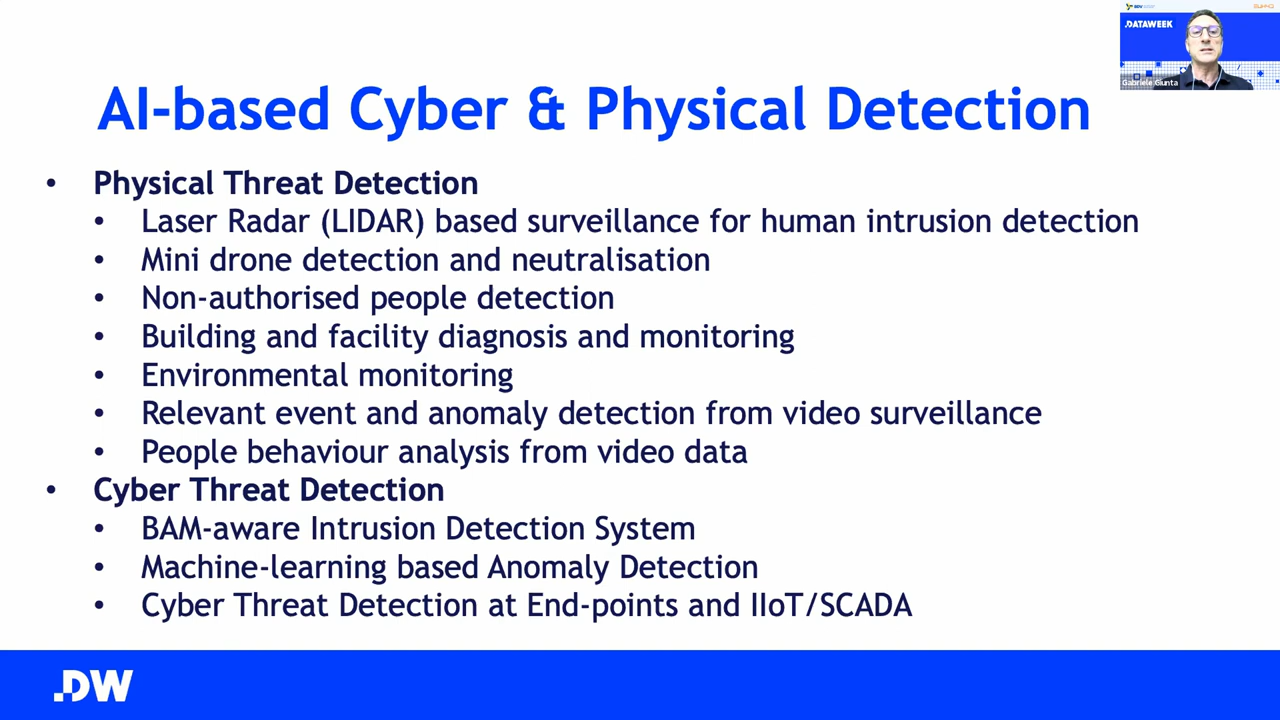 DATAWEEK
Gabriele Giunta
AI-based Cyber & Physical Detection
• Physical Threat Detection
• Laser Radar (LIDAR) based surveillance for human intrusion detection
• Mini drone detection and neutralisation
• Non-authorised people detection
• Building and facility diagnosis and monitoring
• Environmental monitoring
• Relevant event and anomaly detection from video surveillance
• People behaviour analysis from video data
• Cyber Threat Detection
• BAM-aware Intrusion Detection System
• Machine-learning based Anomaly Detection
• Cyber Threat Detection at End-points and IIoT/SCADA
.DW